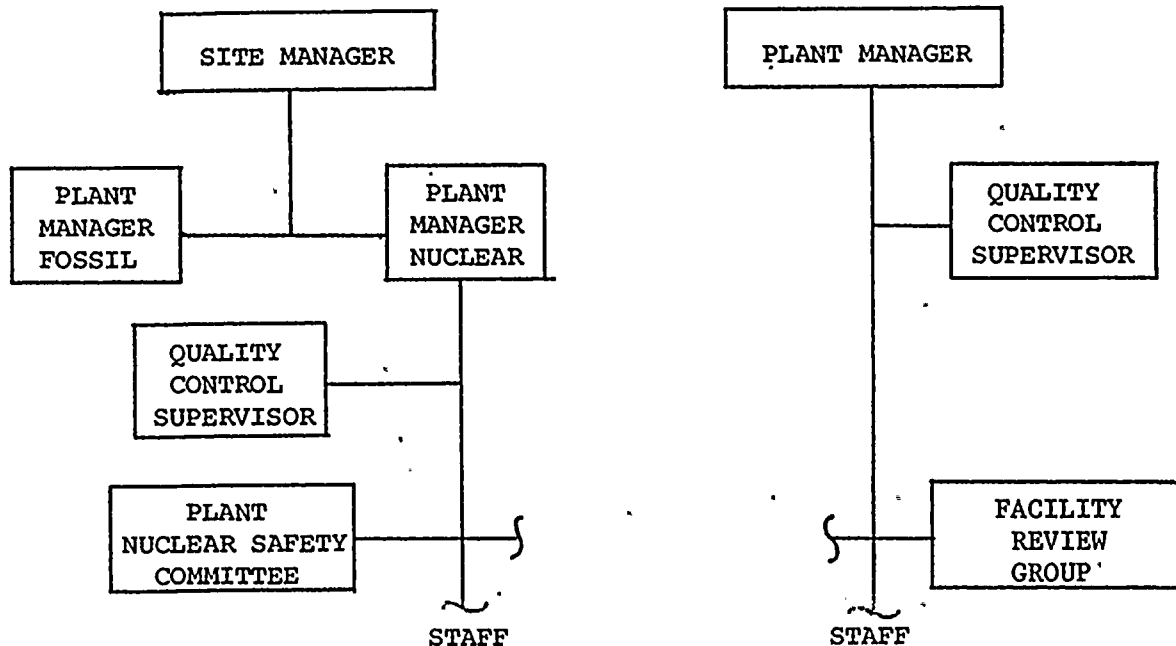 SITE MANAGER
PLANT
MANAGER
FOSSIL
PLANT
MANAGER
NUCLEAR
QUALITY
CONTROL
SUPERVISOR
PLANT
NUCLEAR SAFETY
COMMITTEE
STAFF
PLANT MANAGER
QUALITY
CONTROL
SUPERVISOR
FACILITY
REVIEW
GROUP
STAFF